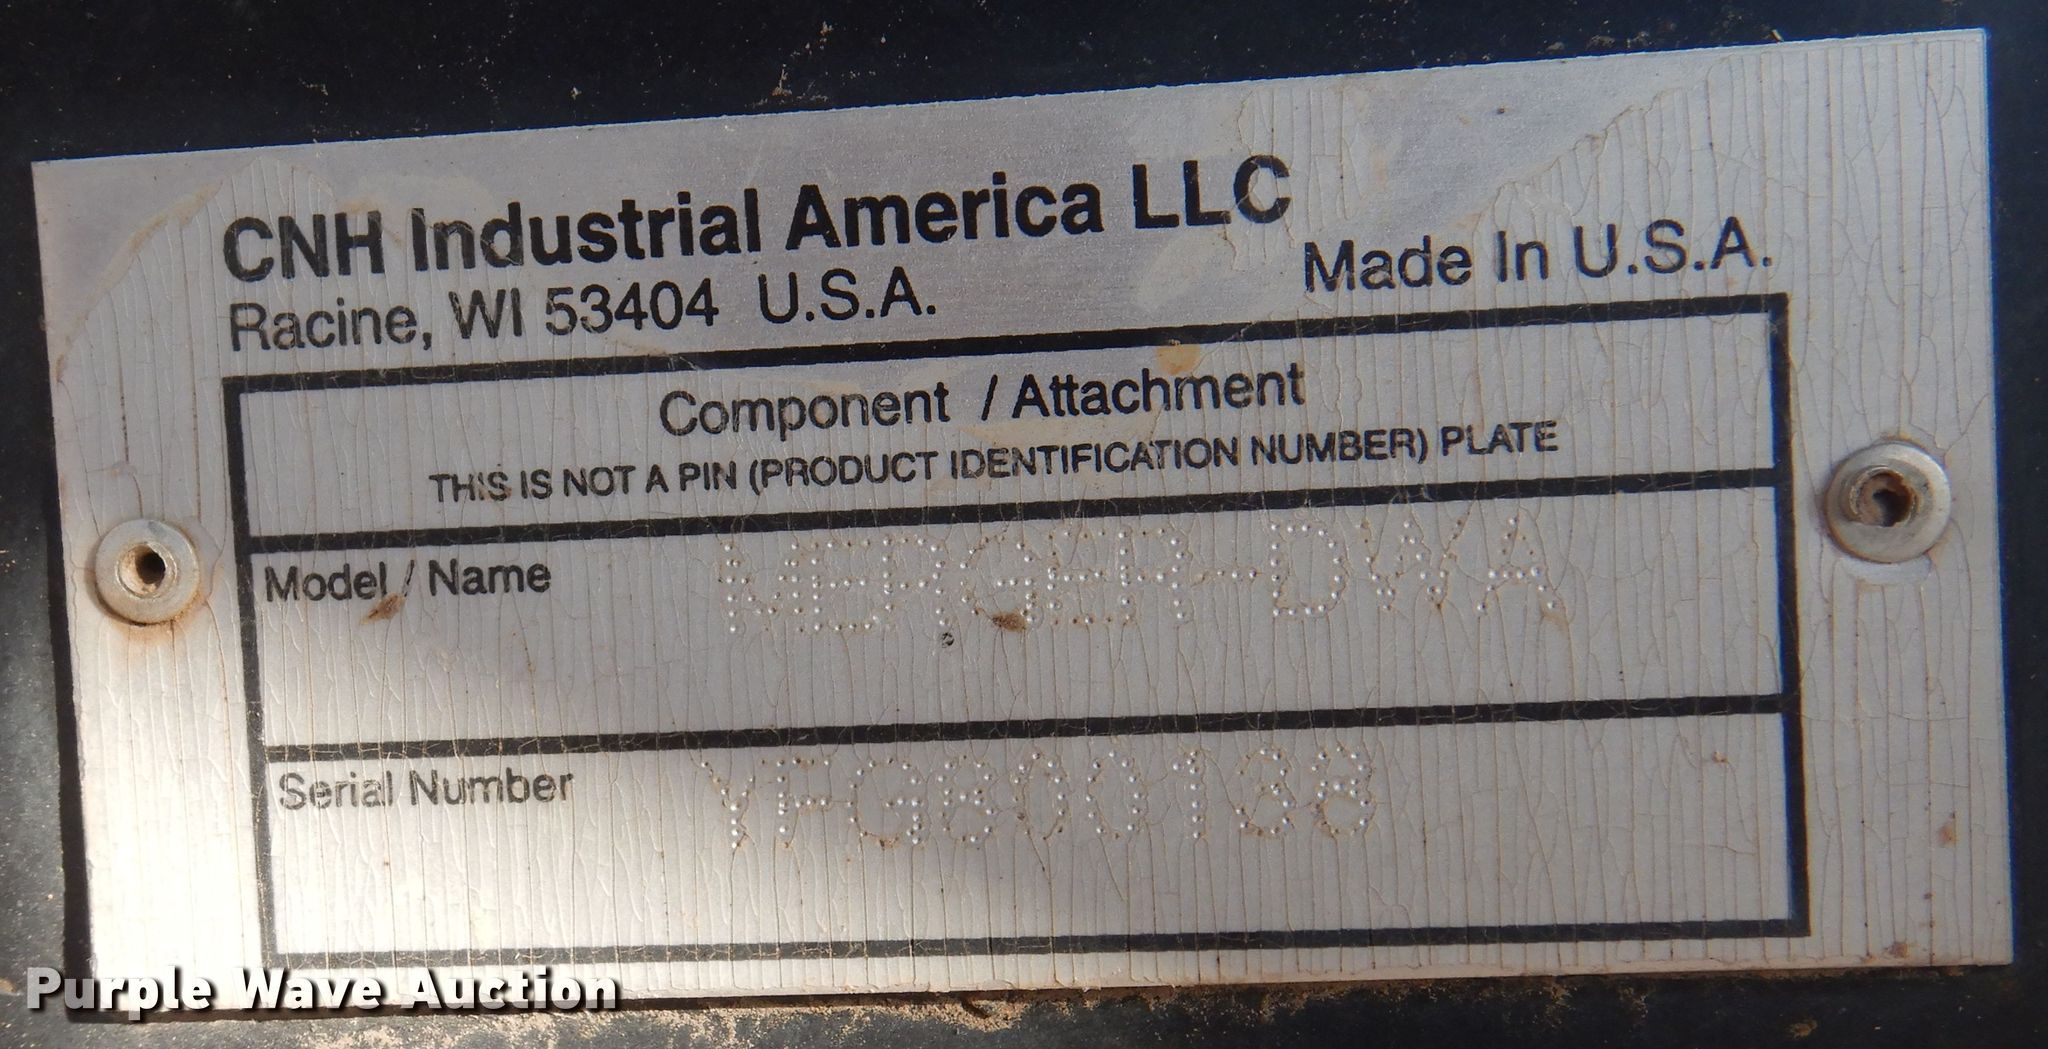 CNH Industrial America LLC
Racine, WI 53404 U.S.A.
Made In U.S.A.
Component / Attachment
THIS IS NOT A PIN (PRODUCT IDENTIFICATION NUMBER) PLATE
Model / Name MERGER-DWA
Serial Number YFG800138
Purple Wave Auction